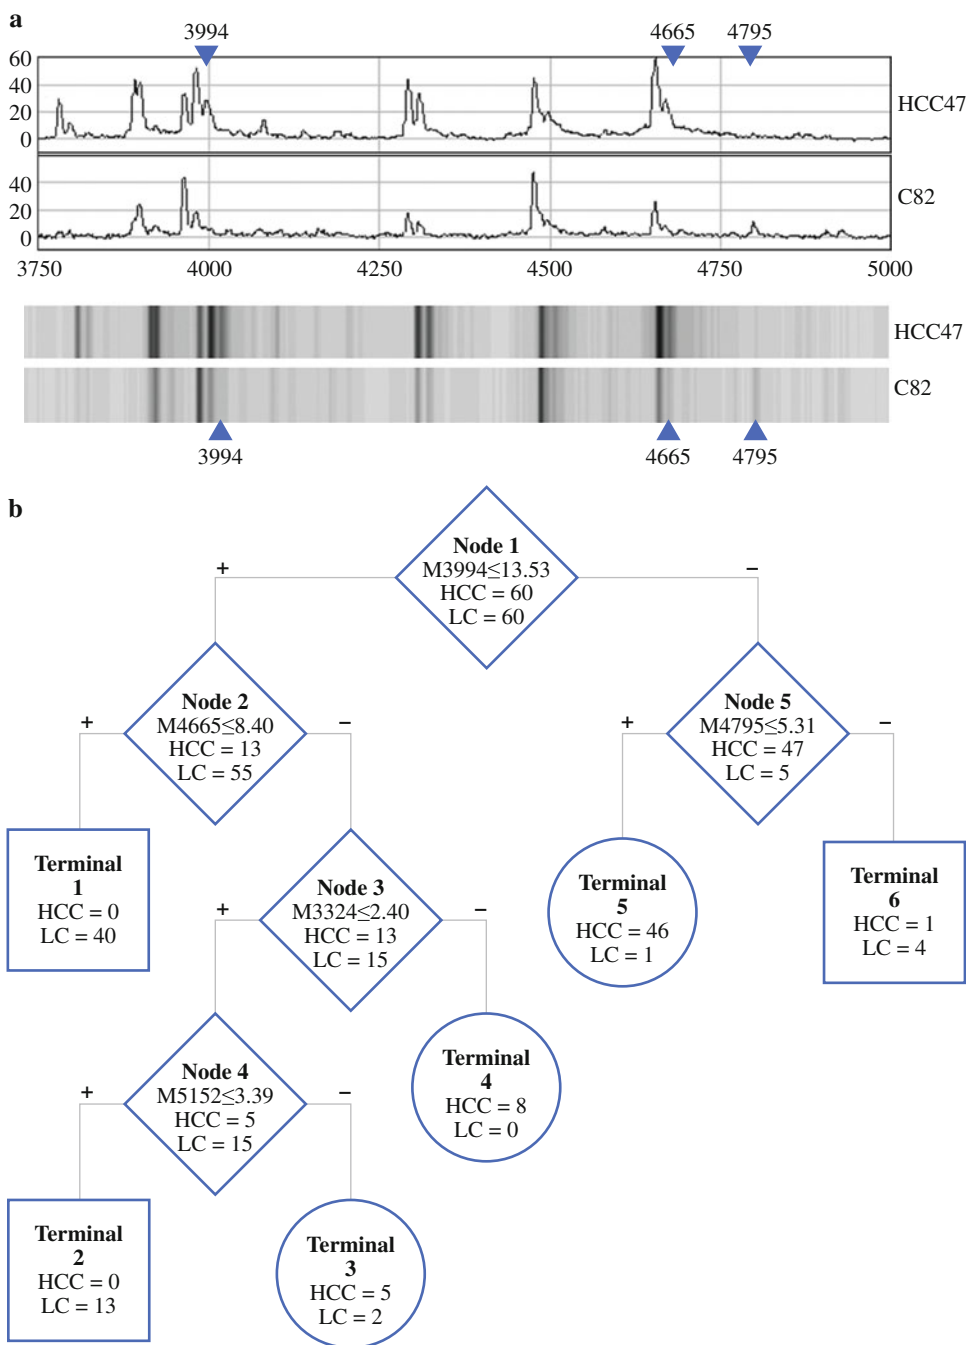 a
3994
4665
4795
60
40
20
0
HCC47
40
20
0
C82
3750
4000
4250
4500
4750
5000
HCC47
C82
3994
4665
4795
b
Node 1
M3994≤13.53
HCC = 60
LC = 60
+
−
Node 2
M4665≤8.40
HCC = 13
LC = 55
+
−
Node 5
M4795≤5.31
HCC = 47
LC = 5
+
−
Terminal
1
HCC = 0
LC = 40
Node 3
M3324≤2.40
HCC = 13
LC = 15
+
−
Terminal
5
HCC = 46
LC = 1
Terminal
6
HCC = 1
LC = 4
Node 4
M5152≤3.39
HCC = 5
LC = 15
+
−
Terminal
4
HCC = 8
LC = 0
Terminal
2
HCC = 0
LC = 13
Terminal
3
HCC = 5
LC = 2